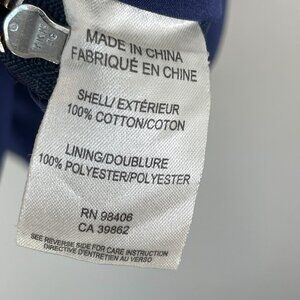 MADE IN CHINA
FABRIQUÉ EN CHINE
SHELL/ EXTÉRIEUR
100% COTTON/COTON
LINING/DOUBLURE
100% POLYESTER/POLYESTER
RN 98406
CA 39862
SEE REVERSE SIDE FOR CARE INSTRUCTION
DIRECTIVE D'ENTRETIEN AU VERSO